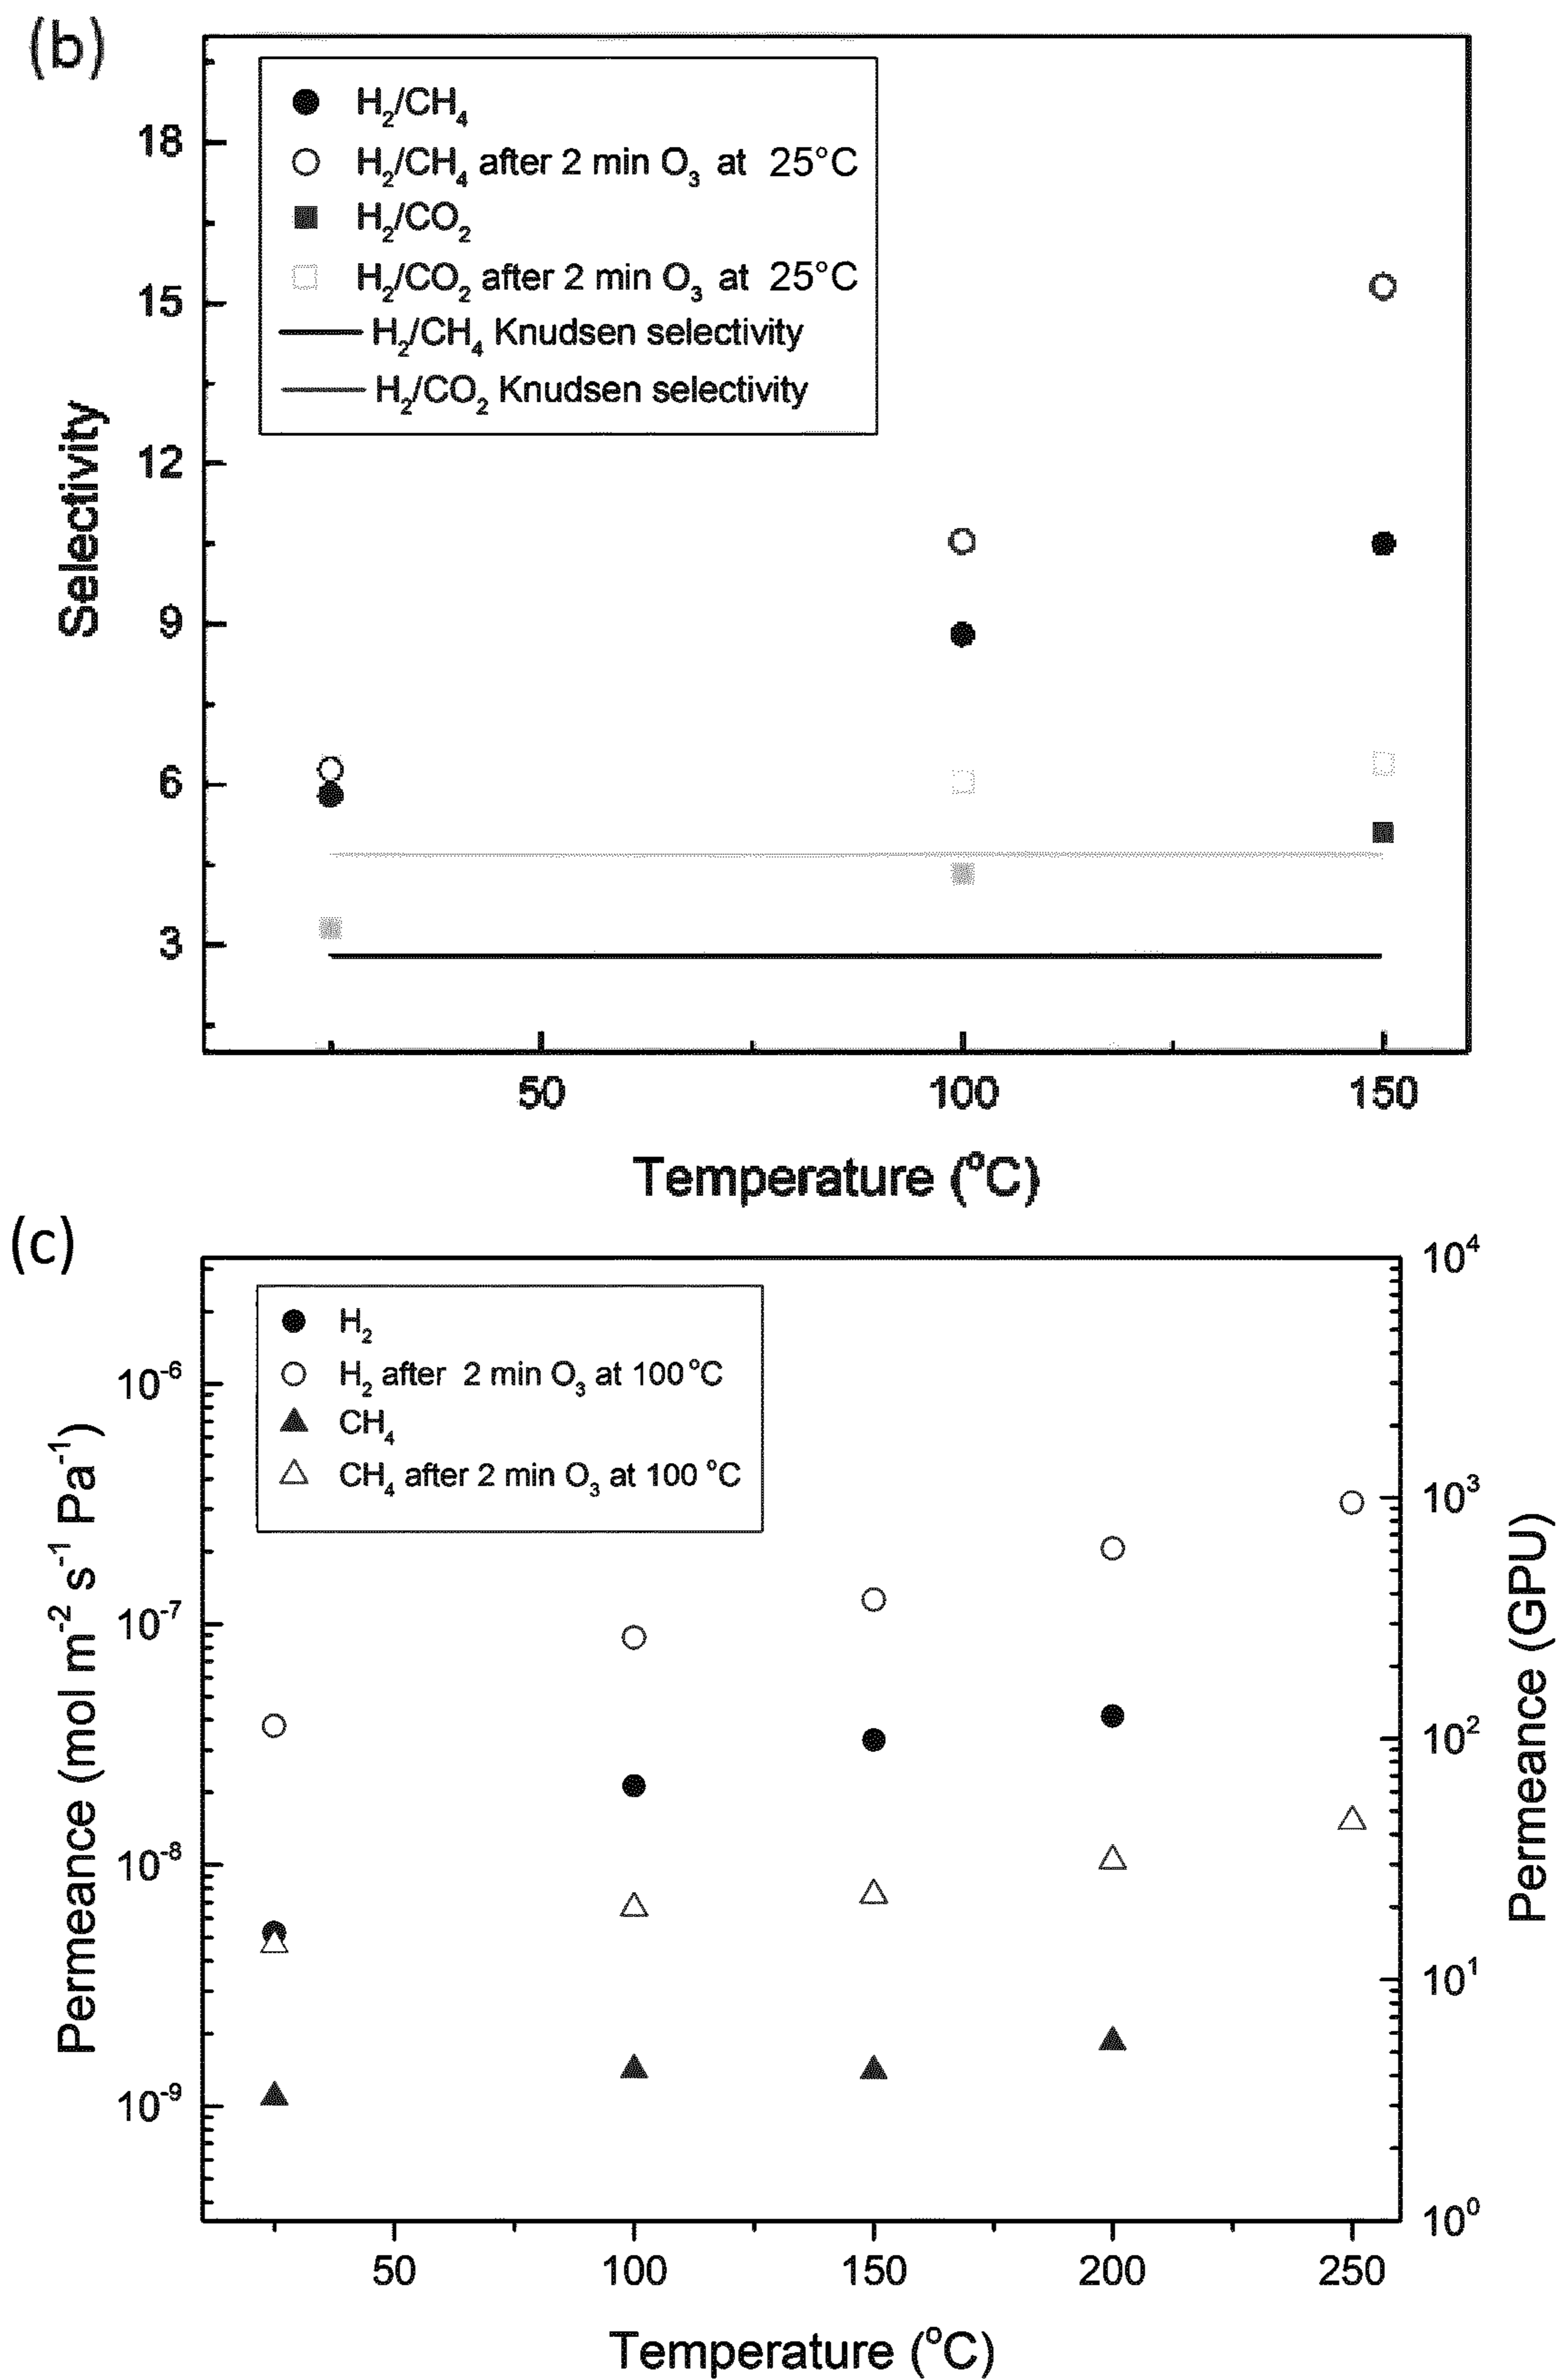 (b)
H₂/CH₄
H₂/CH₄ after 2 min O₃ at 25°C
H₂/CO₂
H₂/CO₂ after 2 min O₃ at 25°C
H₂/CH₄ Knudsen selectivity
H₂/CO₂ Knudsen selectivity
18
15
12
9
6
3
Selectivity
50 100 150
Temperature (°C)
(c)
H₂
H₂ after 2 min O₃ at 100 °C
CH₄
CH₄ after 2 min O₃ at 100 °C
10⁻⁶
10⁻⁷
10⁻⁸
10⁻⁹
Permeance (mol m⁻² s⁻¹ Pa⁻¹)
10⁴
10³
10²
10¹
10⁰
Permeance (GPU)
50 100 150 200 250
Temperature (°C)